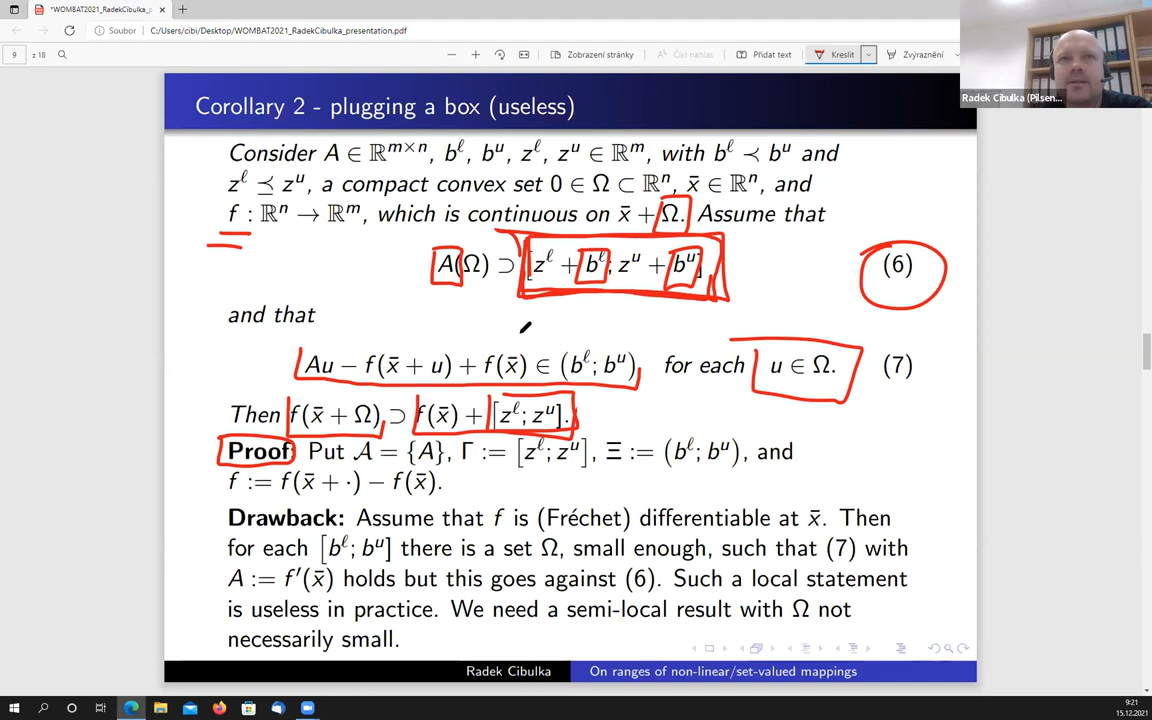 *WOMBAT2021_RadekCibulka_p
Soubor C:/Users/cibi/Desktop/WOMBAT2021_RadekCibulka_presentation.pdf
9 z 18 Zobrazení stránky Číst nahlas Přidat text Kreslit Zvýraznění
Radek Cibulka (Pilsen...
Corollary 2 - plugging a box (useless)
Consider A ∈ ℝ^{m×n}, b^ℓ, b^u, z^ℓ, z^u ∈ ℝ^m, with b^ℓ ≺ b^u and
z^ℓ ⪯ z^u, a compact convex set 0 ∈ Ω ⊂ ℝ^n, x̄ ∈ ℝ^n, and
f : ℝ^n → ℝ^m, which is continuous on x̄ + Ω. Assume that
A(Ω) ⊃ [z^ℓ + b^ℓ; z^u + b^u], (6)
and that
Au − f(x̄ + u) + f(x̄) ∈ (b^ℓ; b^u) for each u ∈ Ω. (7)
Then f(x̄ + Ω) ⊃ f(x̄) + [z^ℓ; z^u].
Proof: Put 𝒜 = {A}, Γ := [z^ℓ; z^u], Ξ := (b^ℓ; b^u), and
f := f(x̄ + ·) − f(x̄).
Drawback: Assume that f is (Fréchet) differentiable at x̄. Then
for each [b^ℓ; b^u] there is a set Ω, small enough, such that (7) with
A := f′(x̄) holds but this goes against (6). Such a local statement
is useless in practice. We need a semi-local result with Ω not
necessarily small.
Radek Cibulka On ranges of non-linear/set-valued mappings
9:21
15.12.2021